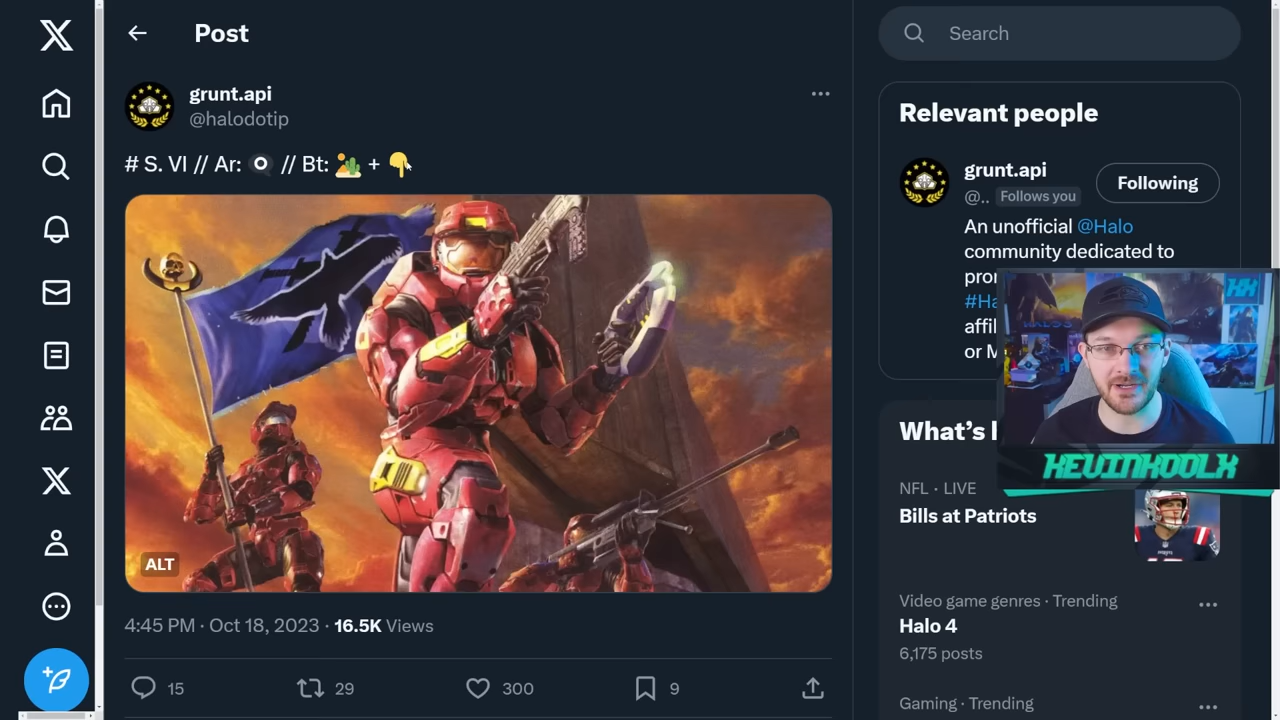 Post
Search
grunt.api
@halodotip
# S. VI // Ar: 👁️‍🗨️ // Bt: 🏜️ + 👇
ALT
4:45 PM · Oct 18, 2023 · 16.5K Views
15
29
300
9
Relevant people
grunt.api
@.. Follows you
Following
An unofficial @Halo
community dedicated to
pro
#Ha
affil
or M
KEVINKOOLX
What's h
NFL · LIVE
Bills at Patriots
Video game genres · Trending
Halo 4
6,175 posts
Gaming · Trending